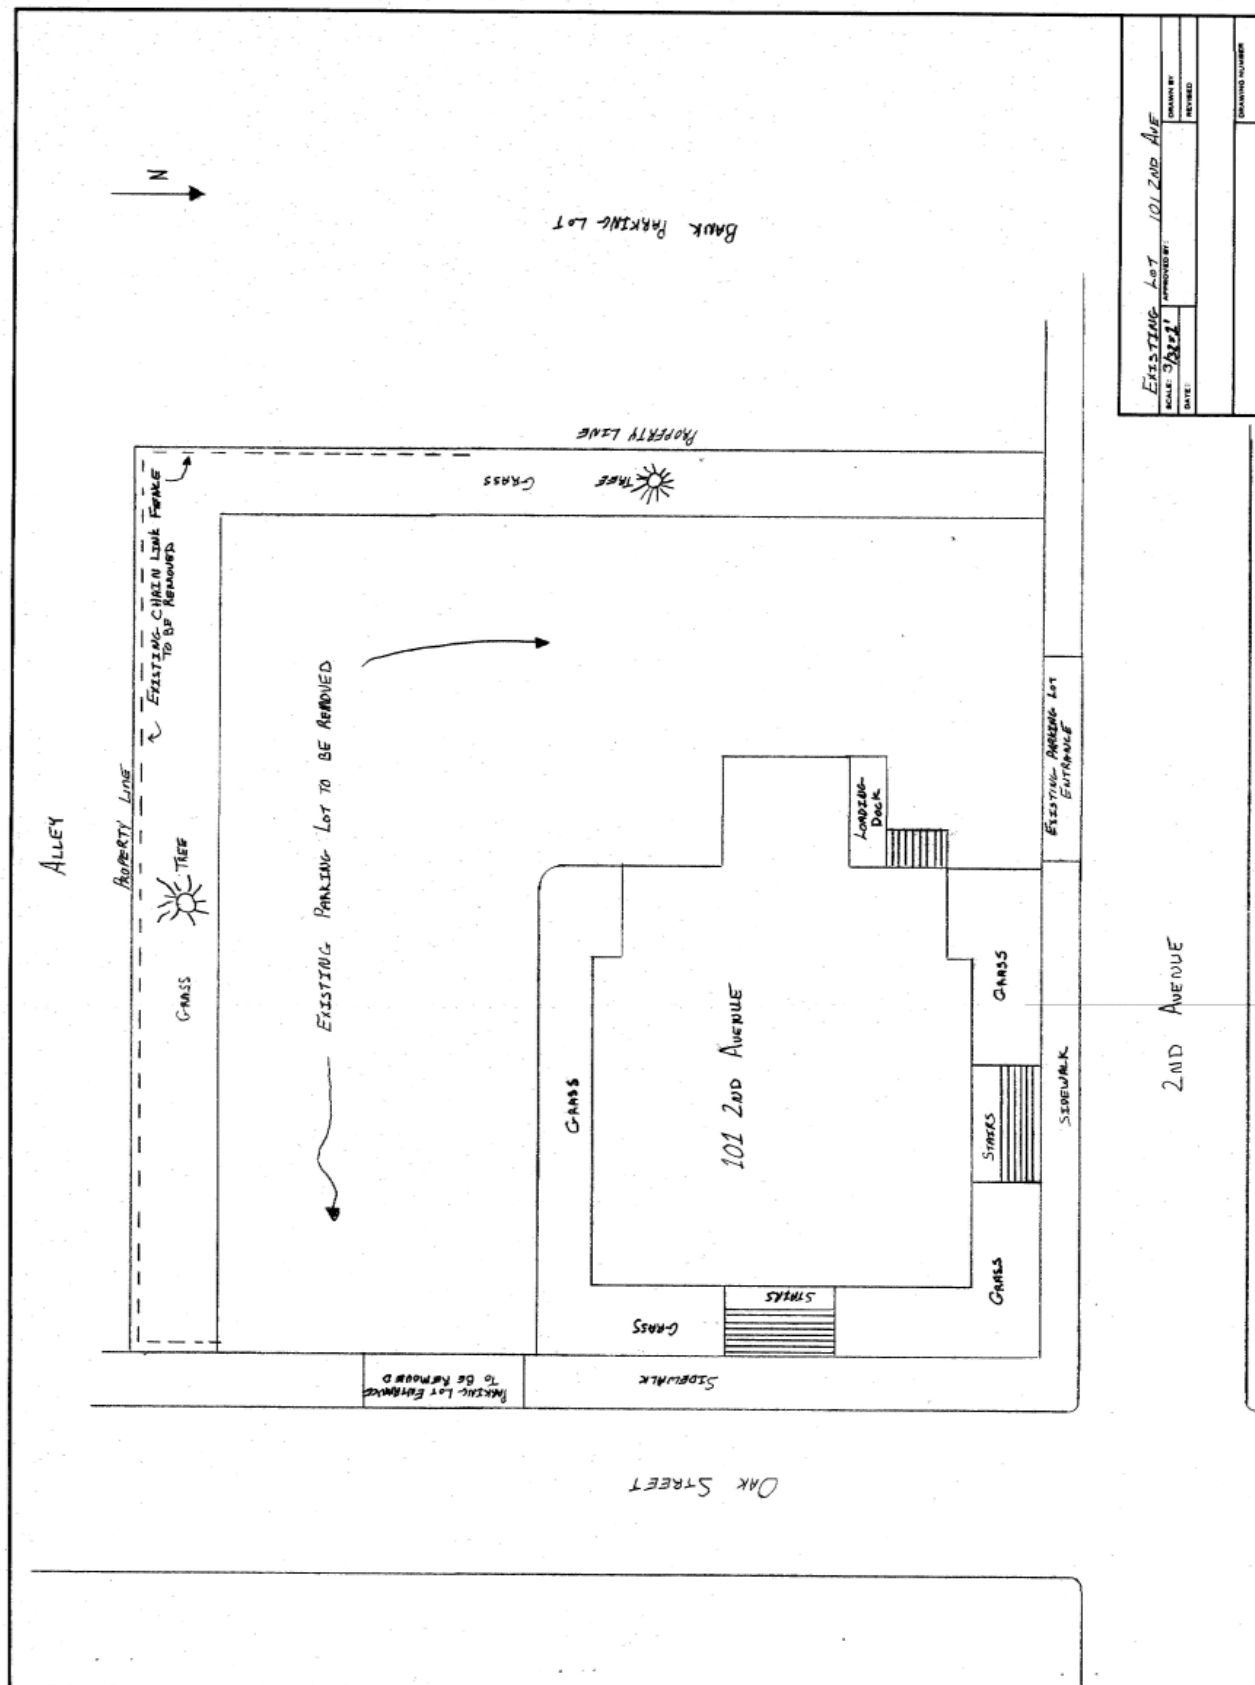 N
BANK PARKING LOT
EXISTING LOT 101 2ND AVE
SCALE: 3/32=1'
APPROVED BY:
DRAWN BY
DATE:
REVISED
DRAWING NUMBER
PROPERTY LINE
GRASS
TREE
EXISTING CHAIN LINK FENCE
TO BE REMOVED
EXISTING PARKING LOT TO BE REMOVED
ALLEY
PROPERTY LINE
TREE
GRASS
LOADING
DOCK
EXISTING PARKING LOT
ENTRANCE
GRASS
101 2ND AVENUE
GRASS
STAIRS
SIDEWALK
2ND AVENUE
GRASS
STAIRS
GRASS
PARKING LOT ENTRANCE
TO BE REMOVED
SIDEWALK
OAK STREET